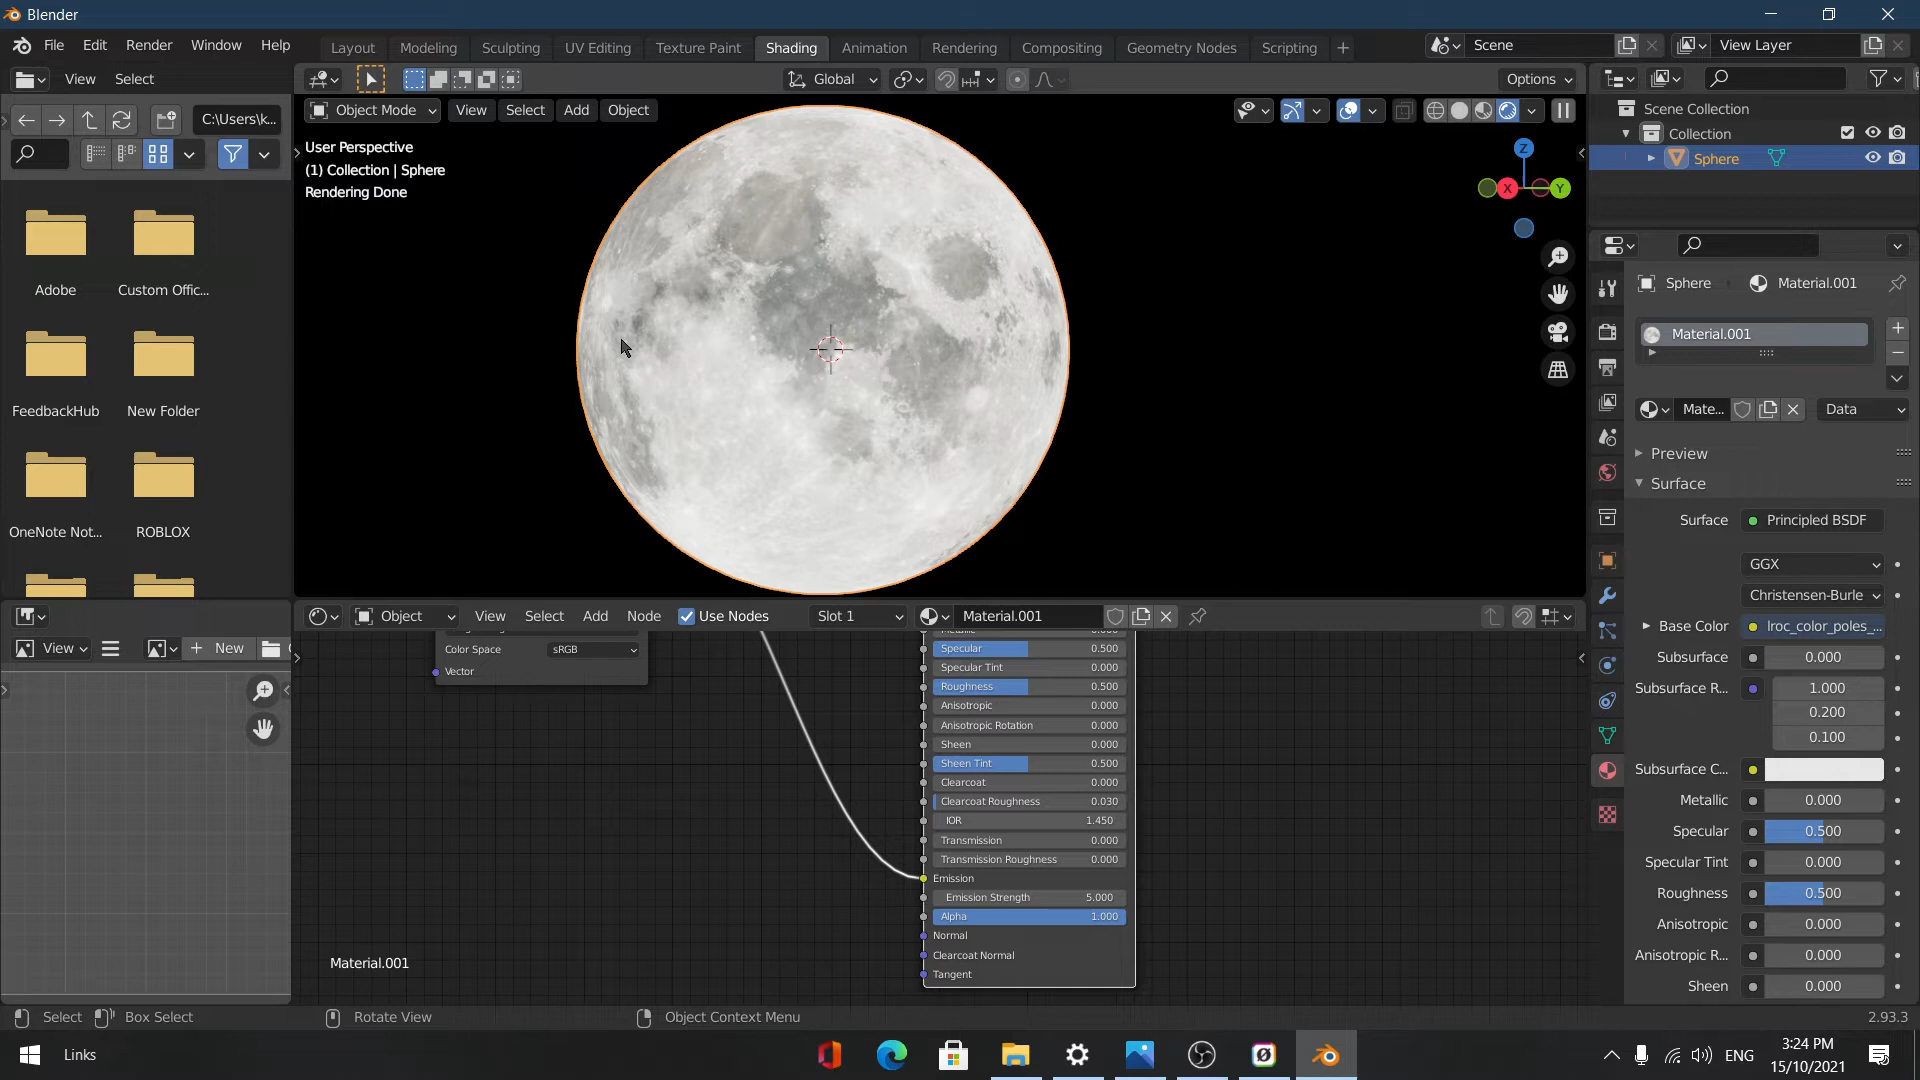 Blender
File Edit Render Window Help
Layout Modeling Sculpting UV Editing Texture Paint Shading Animation Rendering Compositing Geometry Nodes Scripting
Scene View Layer
View Select
Global
Options
C:\Users\k...
Object Mode View Select Add Object
User Perspective
(1) Collection | Sphere
Rendering Done
Z
X
Y
Adobe Custom Offic...
FeedbackHub New Folder
OneNote Not... ROBLOX
Scene Collection
Collection
Sphere
Sphere Material.001
Material.001
Mate... Data
Preview
Surface
Surface Principled BSDF
GGX
Christensen-Burle
Base Color lroc_color_poles_...
Subsurface 0.000
Subsurface R... 1.000
0.200
0.100
Subsurface C...
Metallic 0.000
Specular 0.500
Specular Tint 0.000
Roughness 0.500
Anisotropic 0.000
Anisotropic R... 0.000
Sheen 0.000
View New
Object View Select Add Node Use Nodes Slot 1 Material.001
Color Space sRGB
Vector
Metallic 0.000
Specular 0.500
Specular Tint 0.000
Roughness 0.500
Anisotropic 0.000
Anisotropic Rotation 0.000
Sheen 0.000
Sheen Tint 0.500
Clearcoat 0.000
Clearcoat Roughness 0.030
IOR 1.450
Transmission 0.000
Transmission Roughness 0.000
Emission
Emission Strength 5.000
Alpha 1.000
Normal
Clearcoat Normal
Tangent
Material.001
Select Box Select Rotate View Object Context Menu 2.93.3
Links
ENG
3:24 PM
15/10/2021